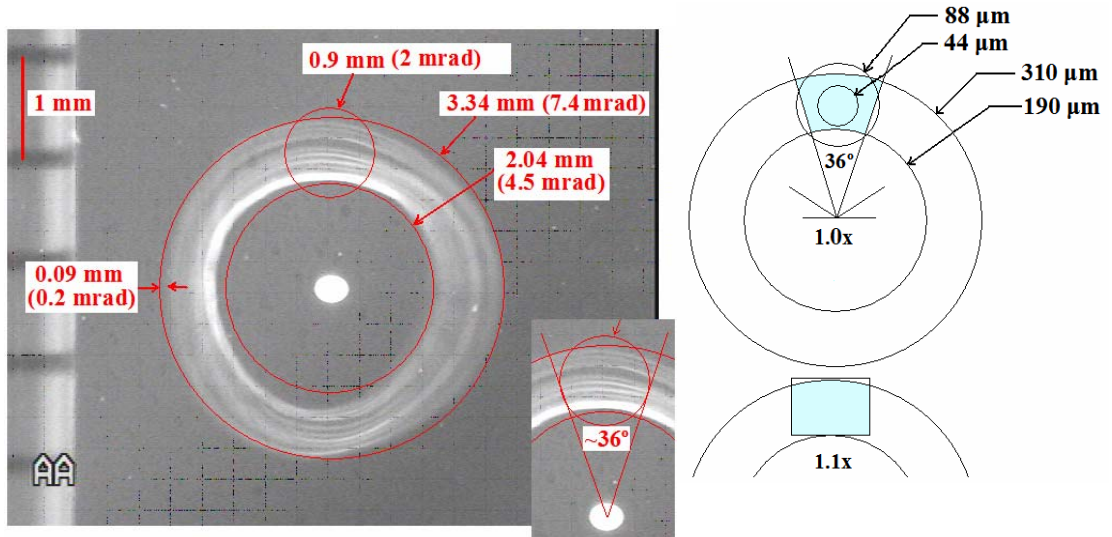 0.9 mm (2 mrad)
1 mm
3.34 mm (7.4 mrad)
2.04 mm
(4.5 mrad)
0.09 mm
(0.2 mrad)
~36º
AA
88 µm
44 µm
310 µm
190 µm
36º
1.0x
1.1x